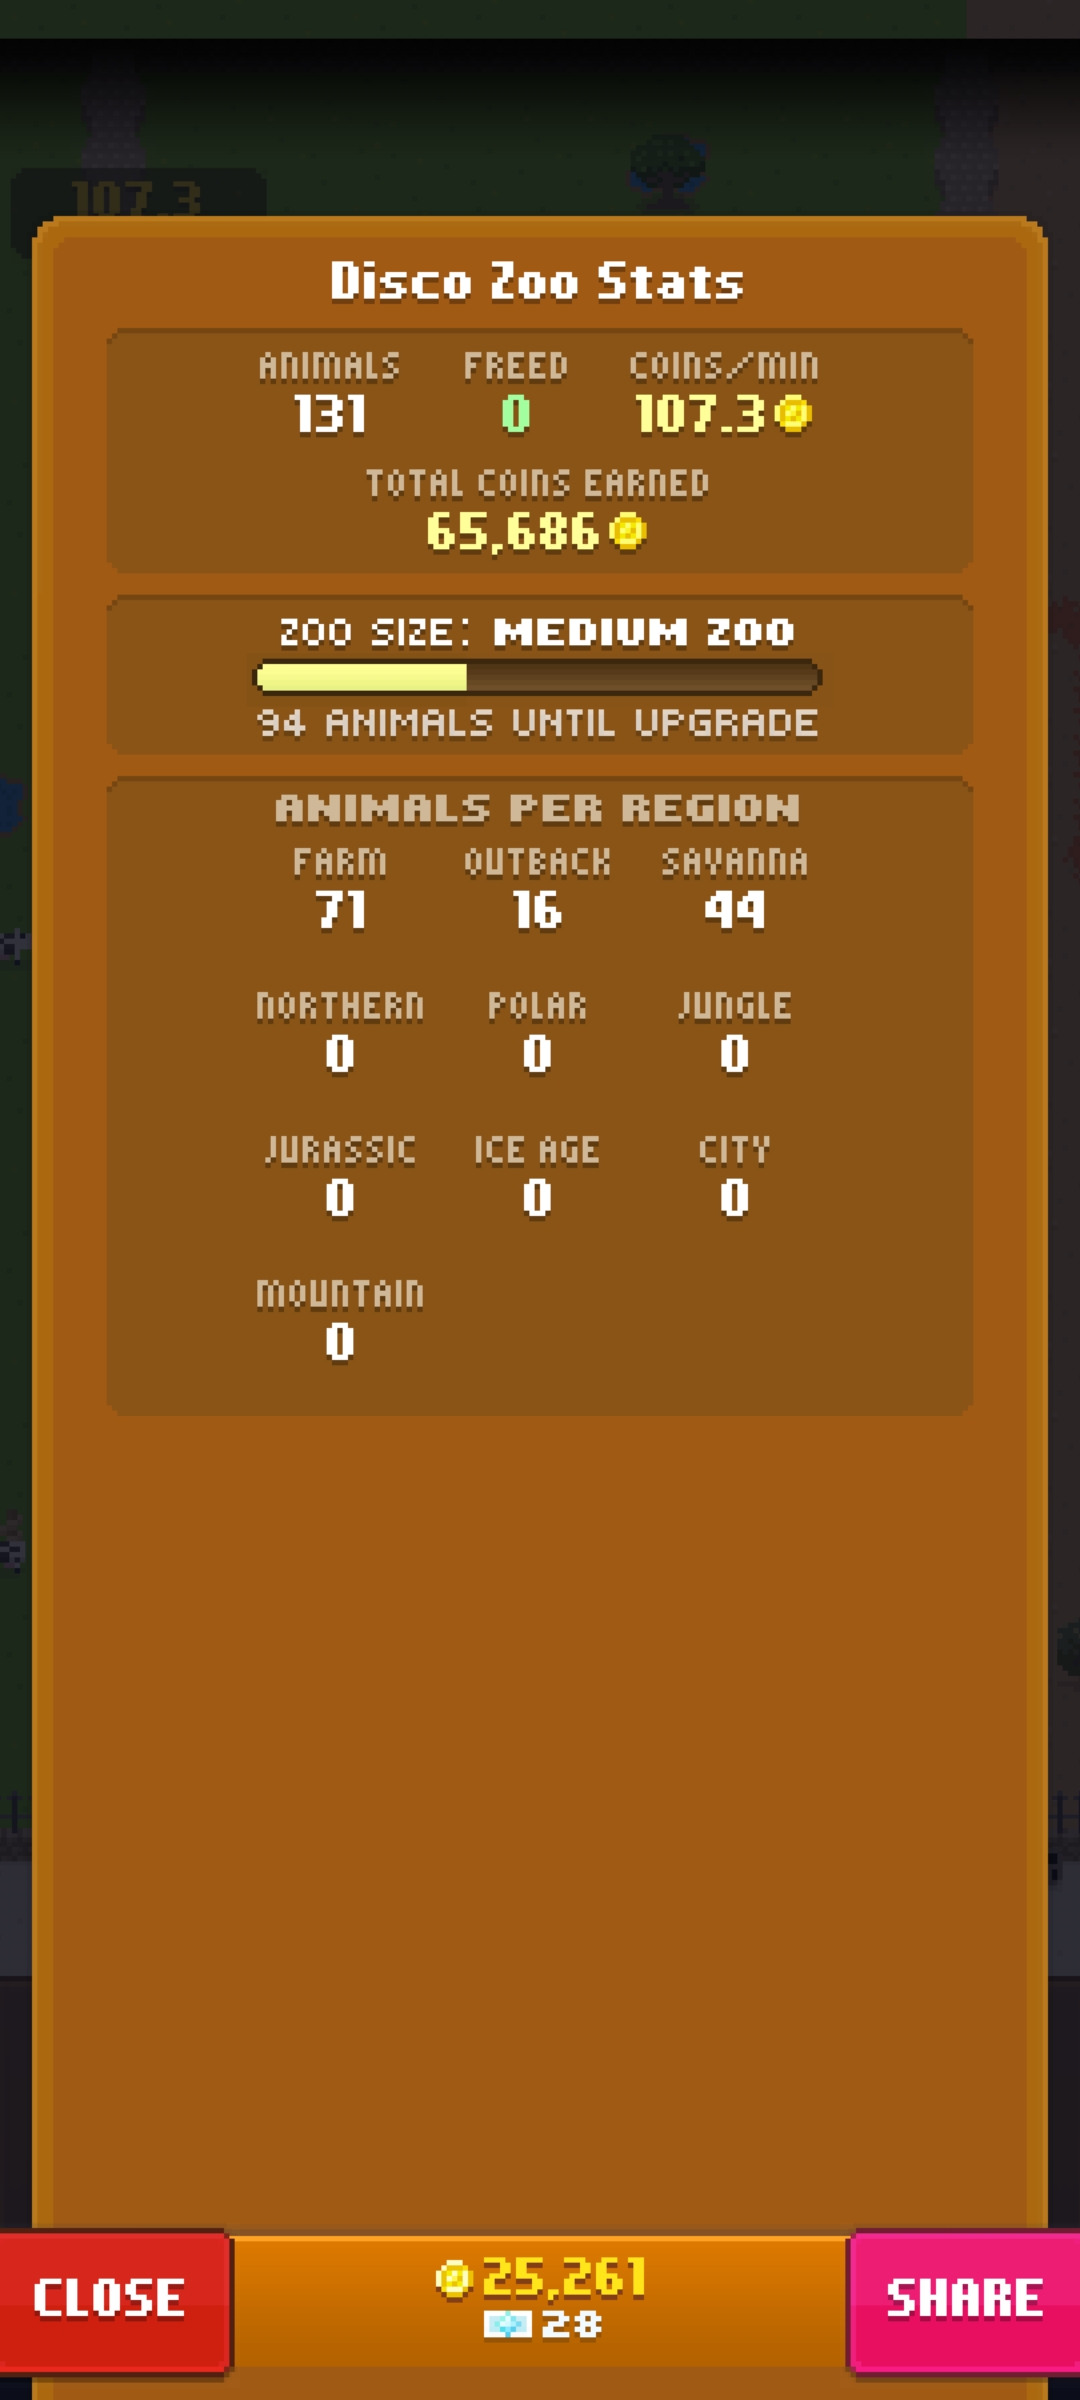 107.3
Disco Zoo Stats
ANIMALS FREED COINS/MIN
131 0 107.3
TOTAL COINS EARNED
65,686
ZOO SIZE: MEDIUM ZOO
94 ANIMALS UNTIL UPGRADE
ANIMALS PER REGION
FARM OUTBACK SAVANNA
71 16 44
NORTHERN POLAR JUNGLE
0 0 0
JURASSIC ICE AGE CITY
0 0 0
MOUNTAIN
0
CLOSE 25,261 SHARE
28